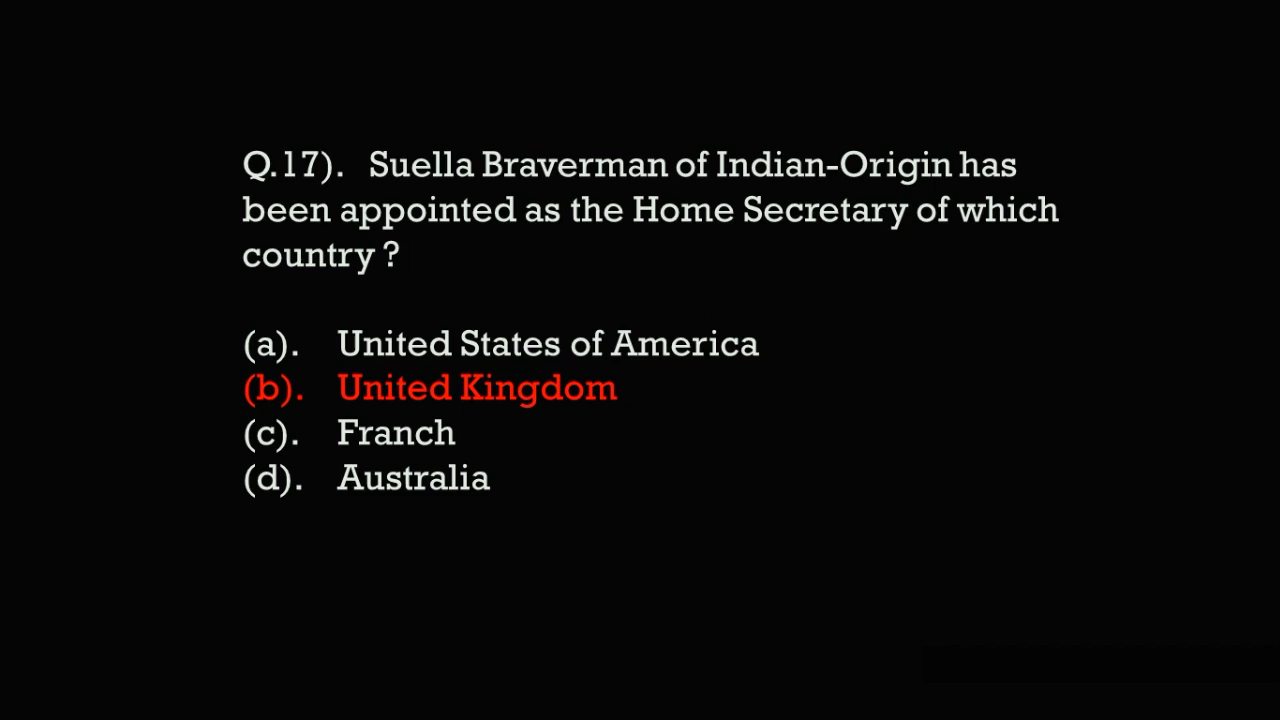 Q.17). Suella Braverman of Indian-Origin has
been appointed as the Home Secretary of which
country ?
(a). United States of America
(b). United Kingdom
(c). Franch
(d). Australia